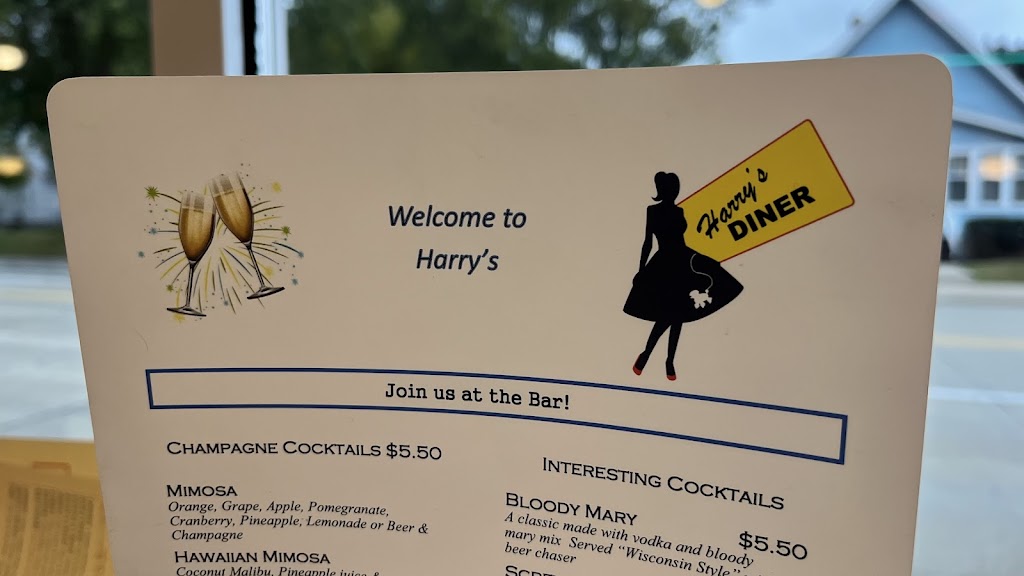 Welcome to
Harry's
Harry's
DINER
Join us at the Bar!
CHAMPAGNE COCKTAILS $5.50
MIMOSA
Orange, Grape, Apple, Pomegranate,
Cranberry, Pineapple, Lemonade or Beer &
Champagne
HAWAIIAN MIMOSA
Coconut Malibu, Pineapple juice &
INTERESTING COCKTAILS
BLOODY MARY
$5.50
A classic made with vodka and bloody
mary mix Served "Wisconsin Style"
beer chaser